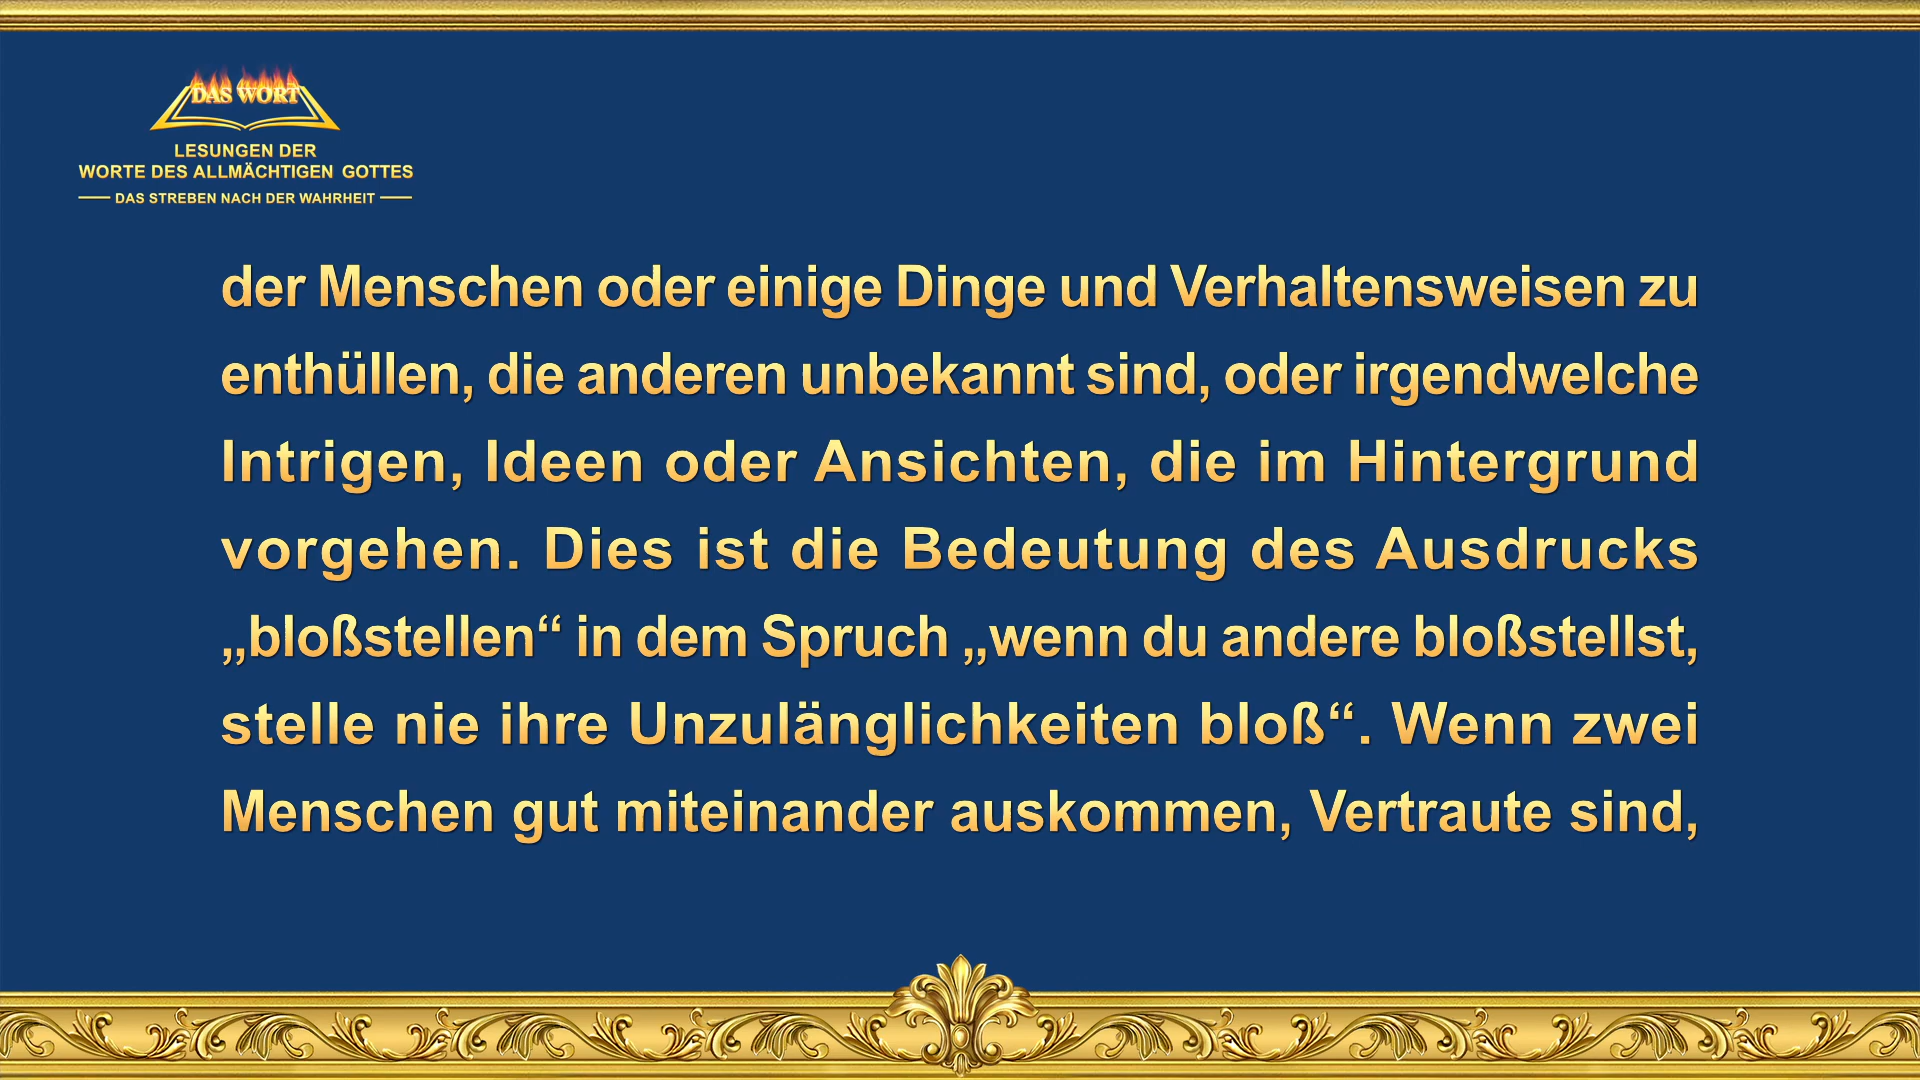 DAS WORT
LESUNGEN DER
WORTE DES ALLMÄCHTIGEN GOTTES
DAS STREBEN NACH DER WAHRHEIT
der Menschen oder einige Dinge und Verhaltensweisen zu
enthüllen, die anderen unbekannt sind, oder irgendwelche
Intrigen, Ideen oder Ansichten, die im Hintergrund
vorgehen. Dies ist die Bedeutung des Ausdrucks
„bloßstellen“ in dem Spruch „wenn du andere bloßstellst,
stelle nie ihre Unzulänglichkeiten bloß“. Wenn zwei
Menschen gut miteinander auskommen, Vertraute sind,